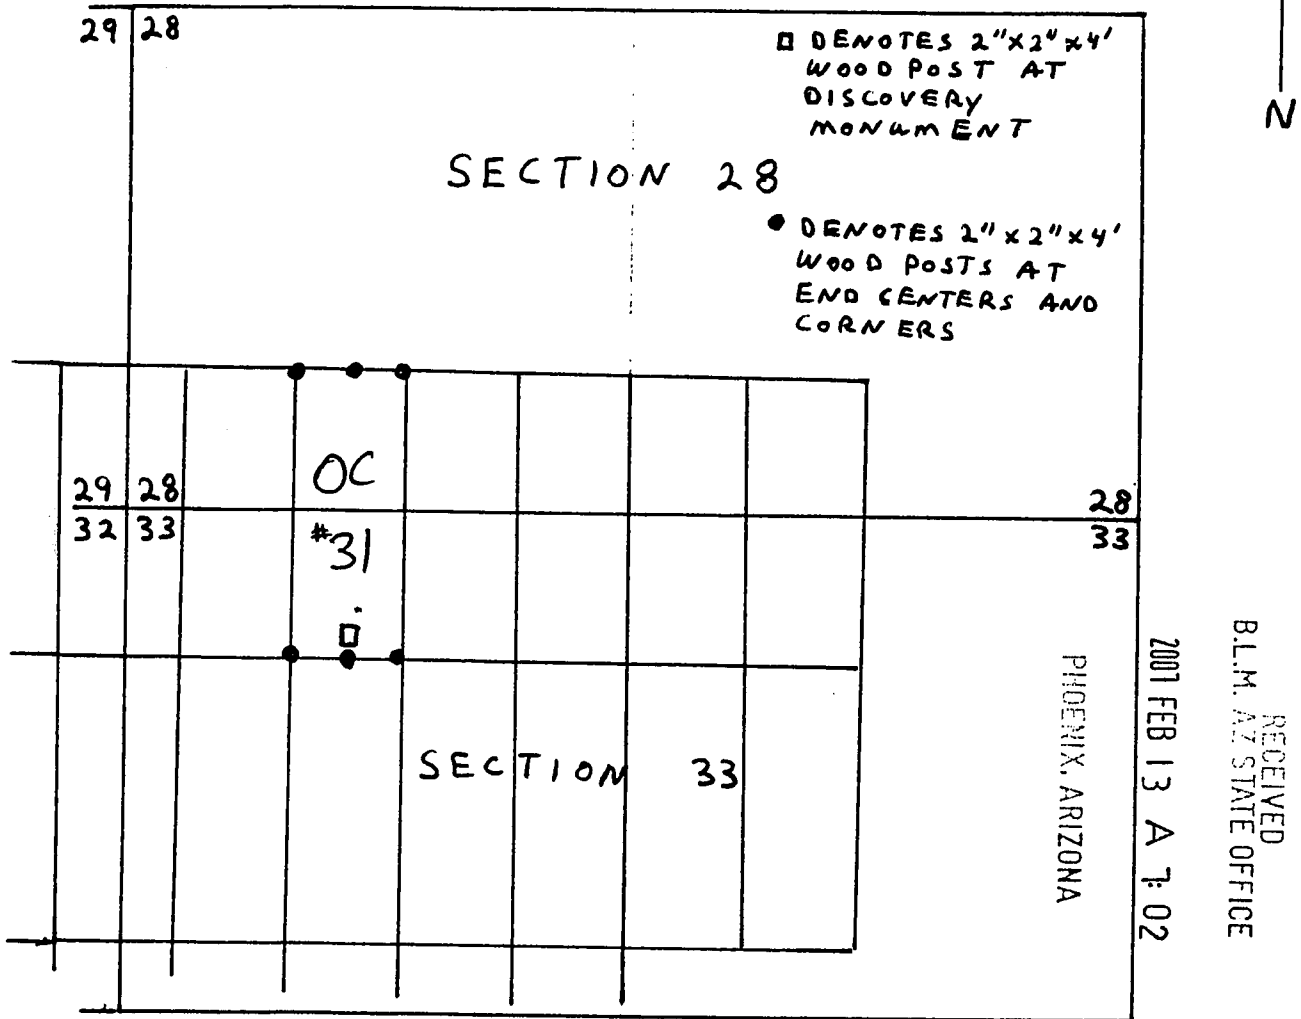 29 28
□ DENOTES 2"x2"x4'
WOOD POST AT
DISCOVERY
MONUMENT
N
SECTION 28
● DENOTES 2"x2"x4'
WOOD POSTS AT
END CENTERS AND
CORNERS
OC
#31
29 28
32 33
28
33
SECTION 33
RECEIVED
B.L.M. AZ STATE OFFICE
2007 FEB 13 A 7:02
PHOENIX, ARIZONA